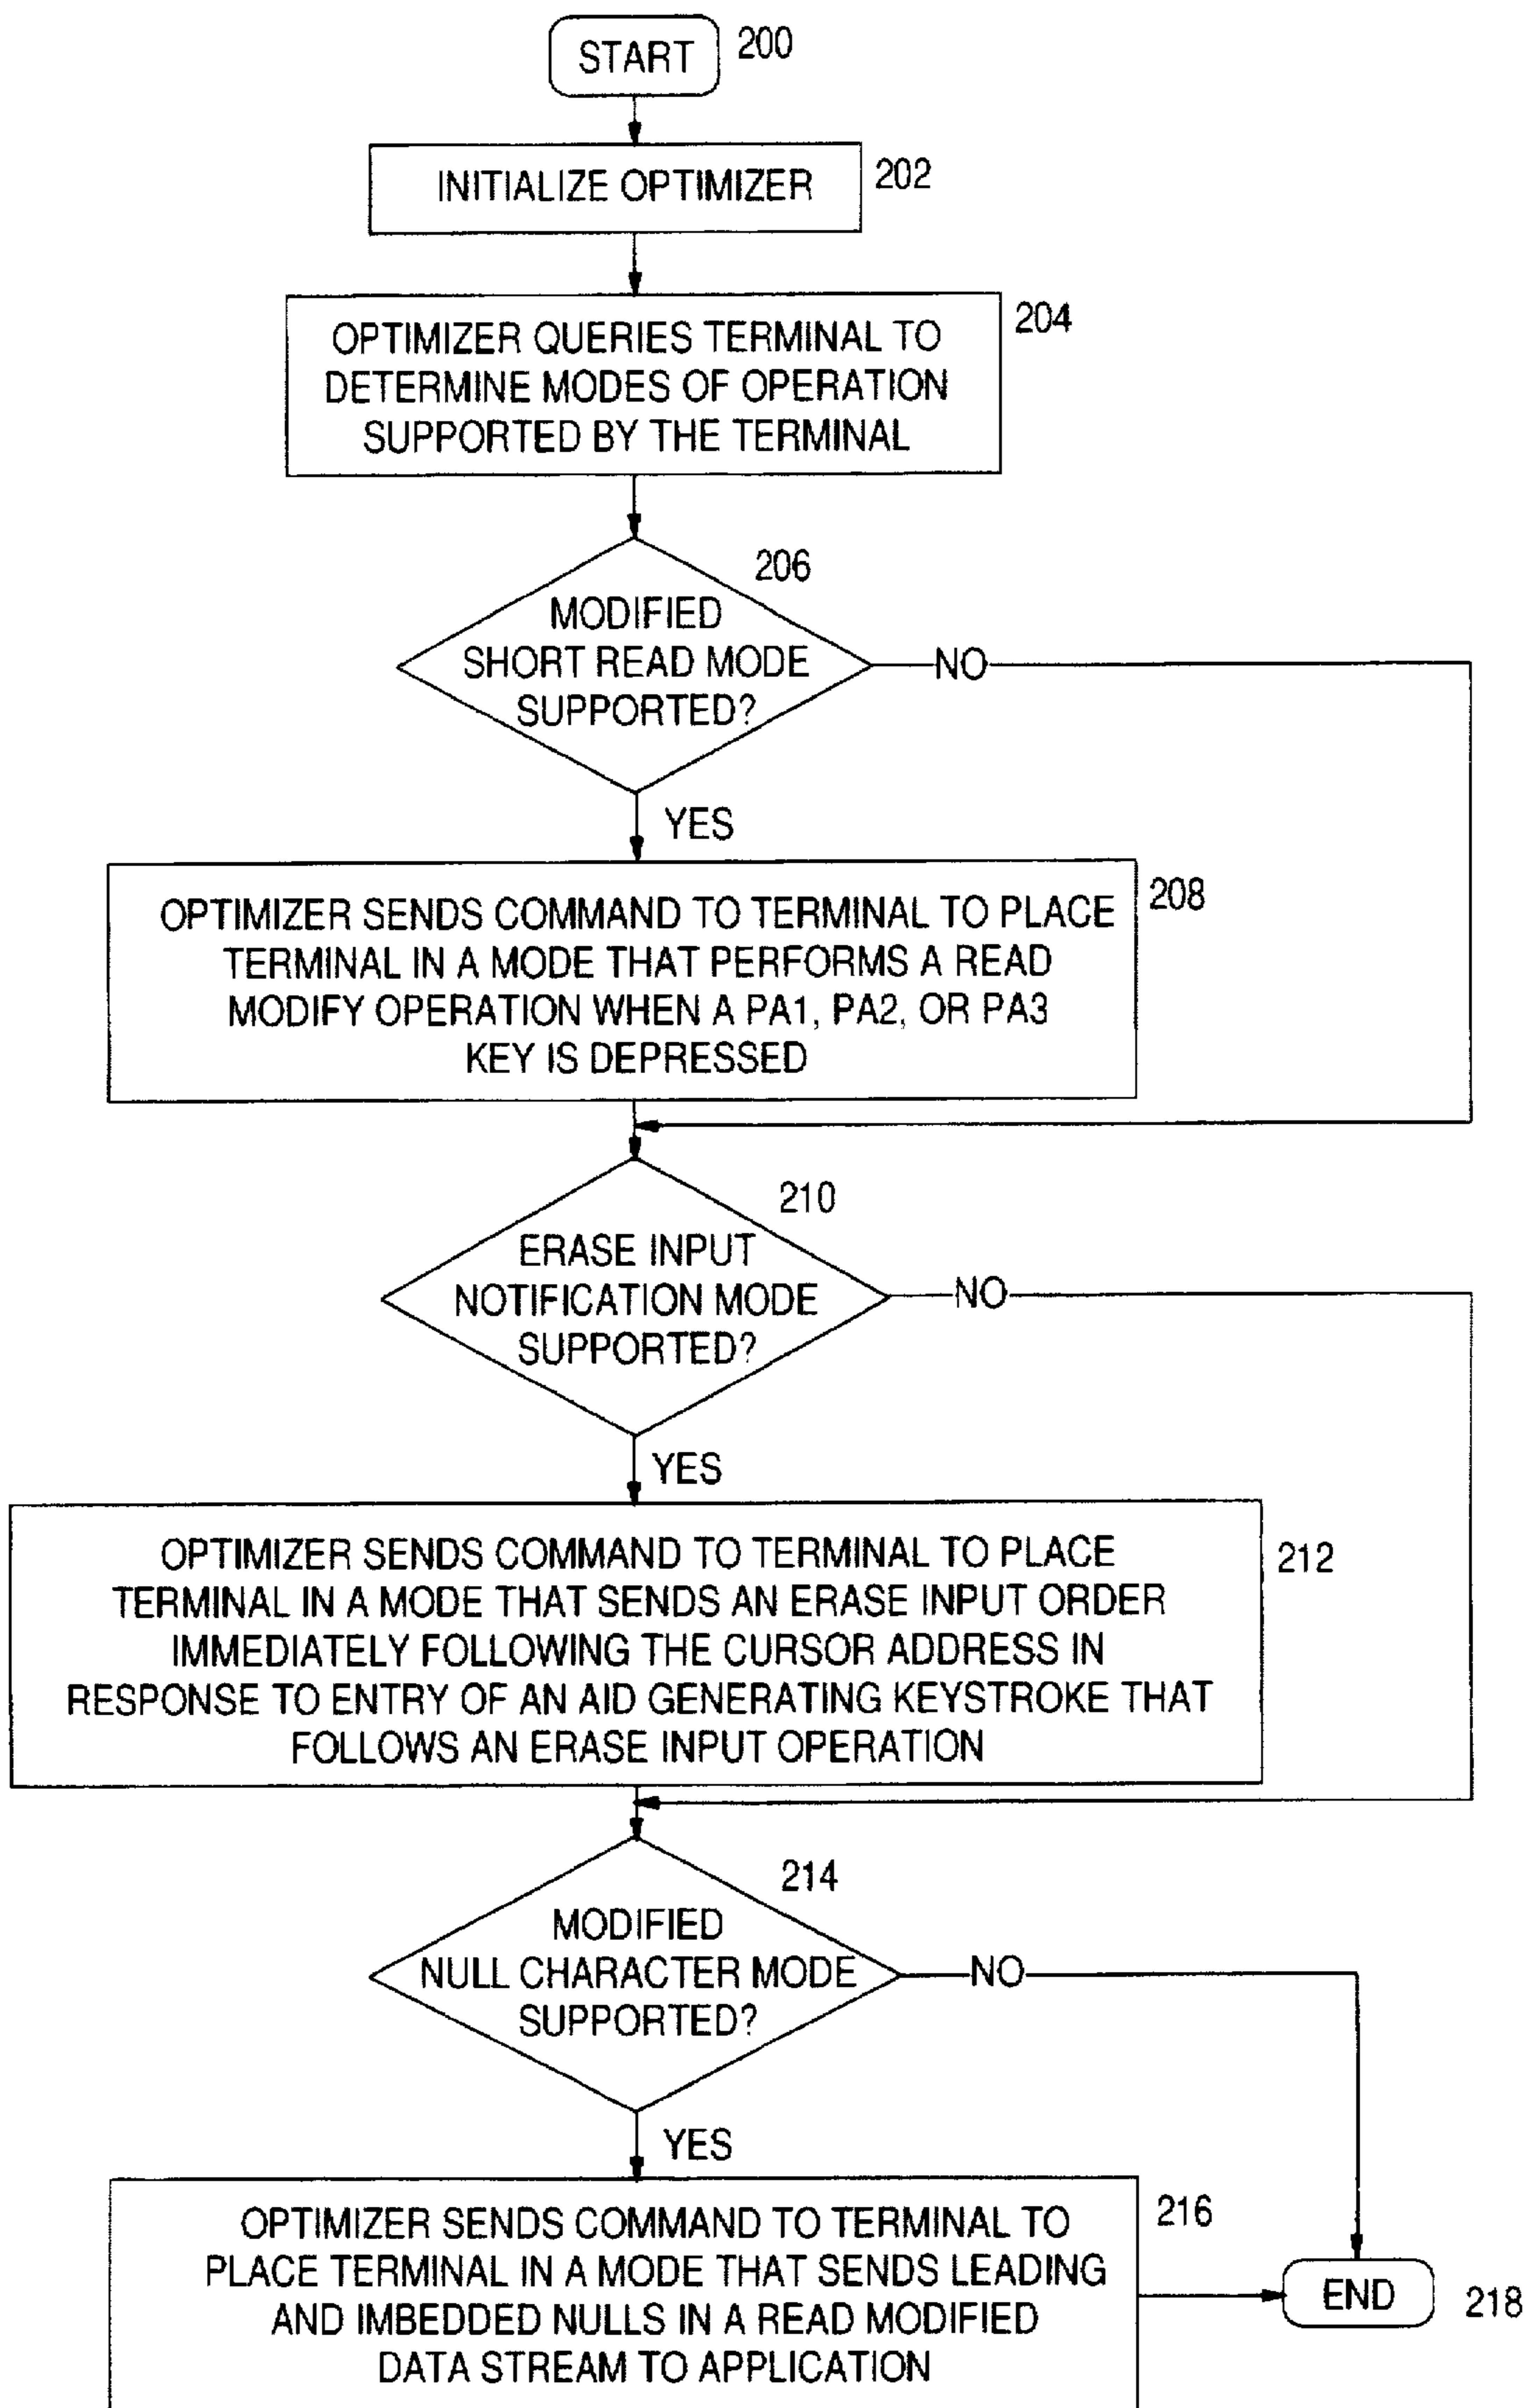 START
200
INITIALIZE OPTIMIZER
202
OPTIMIZER QUERIES TERMINAL TO
DETERMINE MODES OF OPERATION
SUPPORTED BY THE TERMINAL
204
206
MODIFIED
SHORT READ MODE
SUPPORTED?
NO
YES
OPTIMIZER SENDS COMMAND TO TERMINAL TO PLACE
TERMINAL IN A MODE THAT PERFORMS A READ
MODIFY OPERATION WHEN A PA1, PA2, OR PA3
KEY IS DEPRESSED
208
210
ERASE INPUT
NOTIFICATION MODE
SUPPORTED?
NO
YES
OPTIMIZER SENDS COMMAND TO TERMINAL TO PLACE
TERMINAL IN A MODE THAT SENDS AN ERASE INPUT ORDER
IMMEDIATELY FOLLOWING THE CURSOR ADDRESS IN
RESPONSE TO ENTRY OF AN AID GENERATING KEYSTROKE THAT
FOLLOWS AN ERASE INPUT OPERATION
212
214
MODIFIED
NULL CHARACTER MODE
SUPPORTED?
NO
YES
OPTIMIZER SENDS COMMAND TO TERMINAL TO
PLACE TERMINAL IN A MODE THAT SENDS LEADING
AND IMBEDDED NULLS IN A READ MODIFIED
DATA STREAM TO APPLICATION
216
END
218